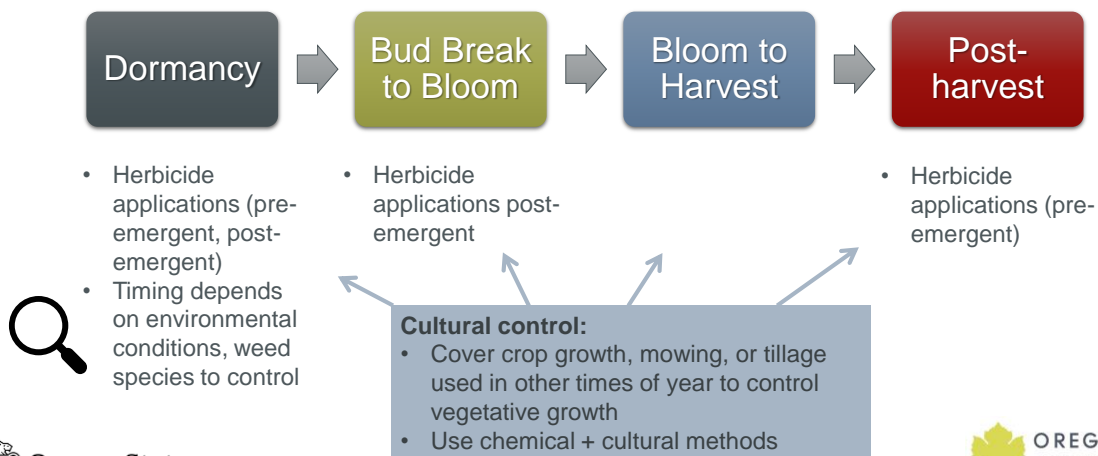 Dormancy
Bud Break
to Bloom
Bloom to
Harvest
Post-
harvest
• Herbicide
applications (pre-
emergent, post-
emergent)
• Timing depends
on environmental
conditions, weed
species to control
• Herbicide
applications post-
emergent
• Herbicide
applications (pre-
emergent)
Cultural control:
• Cover crop growth, mowing, or tillage
used in other times of year to control
vegetative growth
• Use chemical + cultural methods
OREG